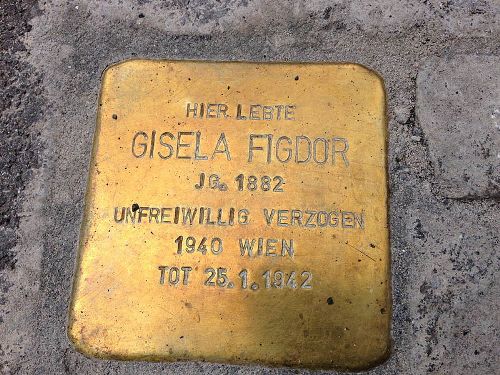 HIER LEBTE
GISELA FIGDOR
JG. 1882
UNFREIWILLIG VERZOGEN
1940 WIEN
TOT 25.1.1942